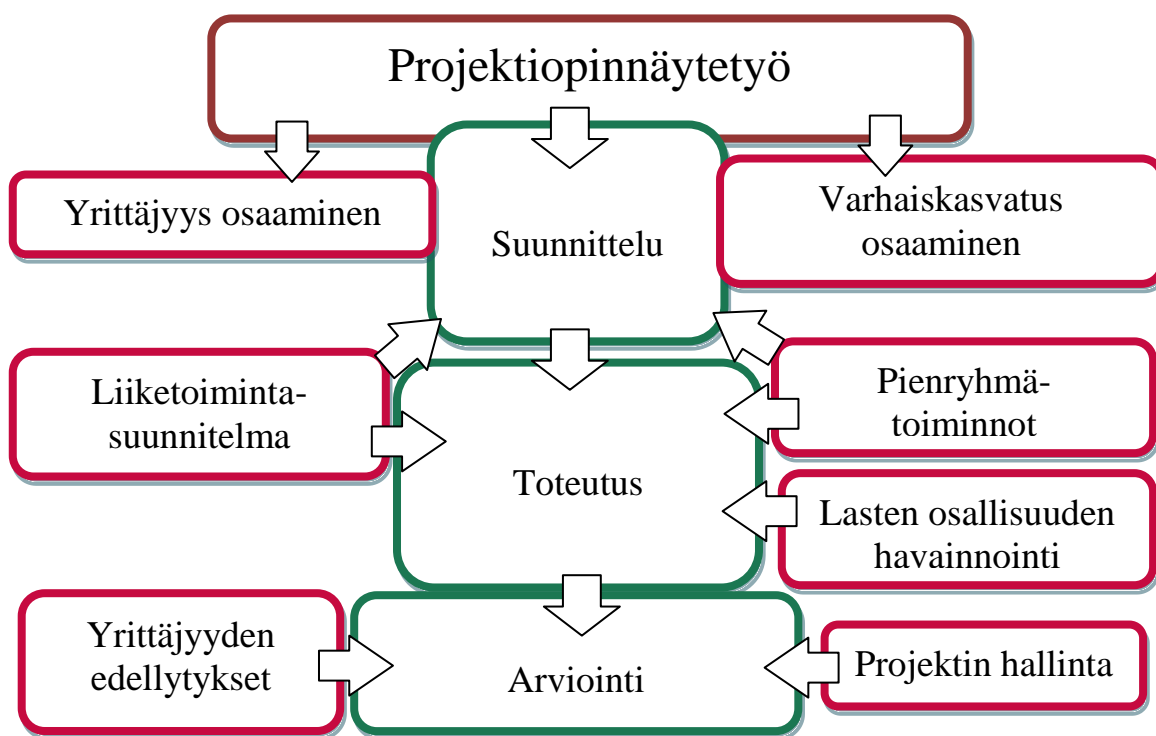 Projektiopinnäytetyö
Yrittäjyys osaaminen
Suunnittelu
Varhaiskasvatus
osaaminen
Liiketoiminta-
suunnitelma
Toteutus
Pienryhmä-
toiminnot
Lasten osallisuuden
havainnointi
Yrittäjyyden
edellytykset
Arviointi
Projektin hallinta